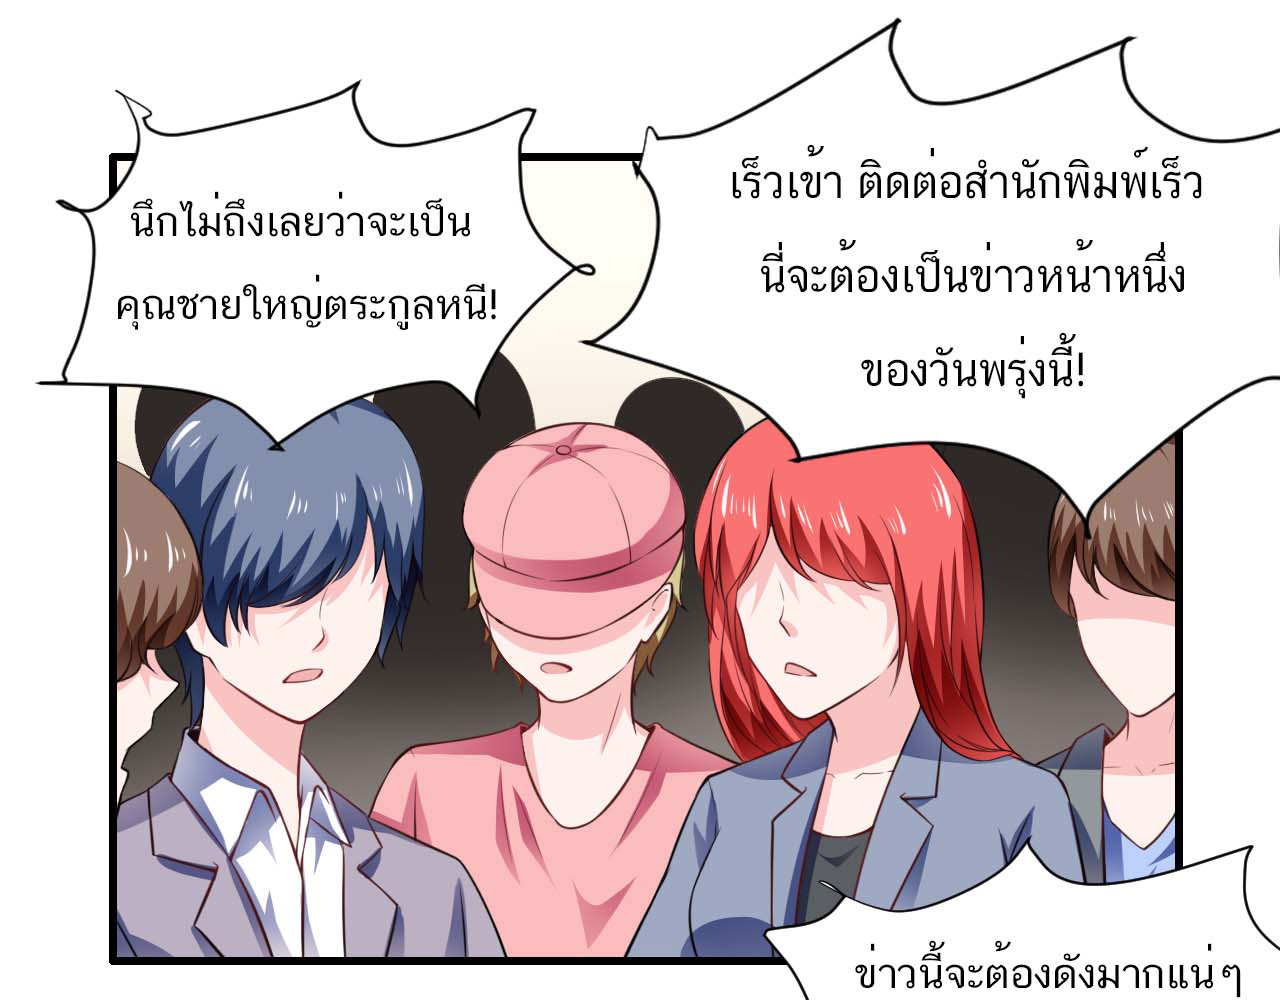 นึกไม่ถึงเลยว่าจะเป็น
คุณชายใหญ่ตระกูลหนี!
เร็วเข้า ติดต่อสำนักพิมพ์เร็ว
นี่จะต้องเป็นข่าวหน้าหนึ่ง
ของวันพรุ่งนี้!
ข่าวนี้จะต้องดังมากแน่ๆ